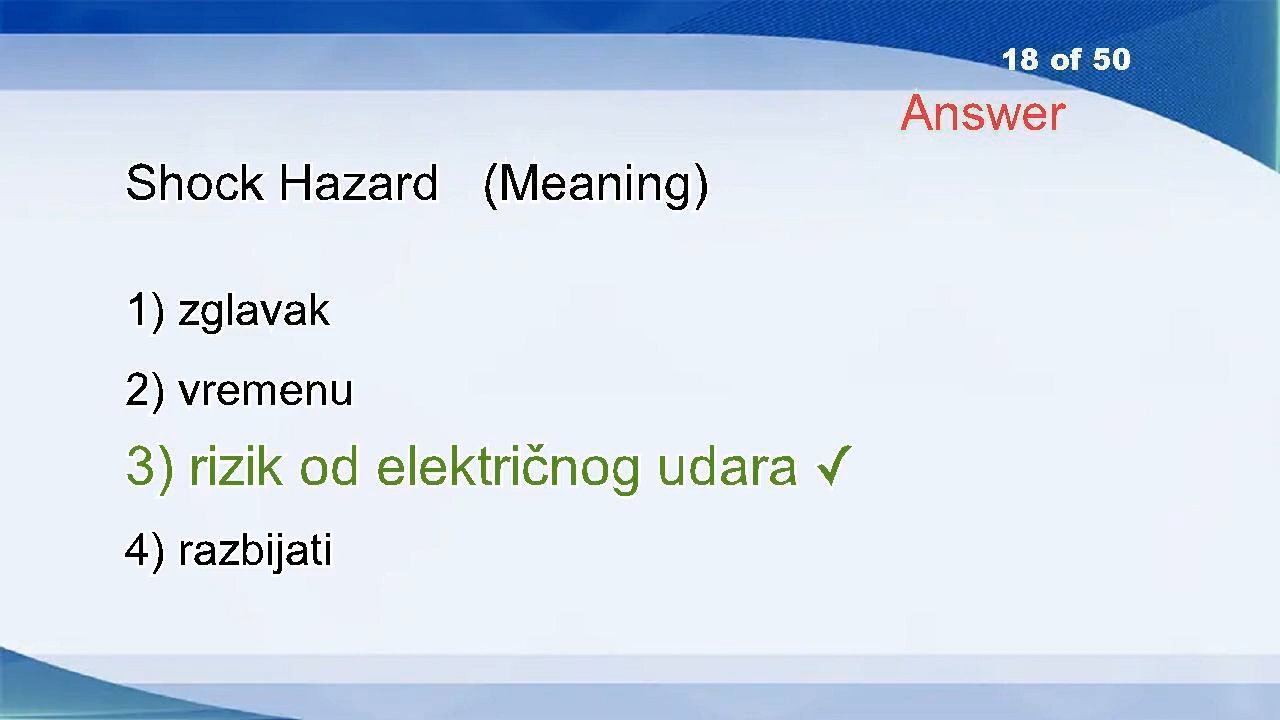 18 of 50
Answer
Shock Hazard (Meaning)
1) zglavak
2) vremenu
3) rizik od električnog udara ✓
4) razbijati